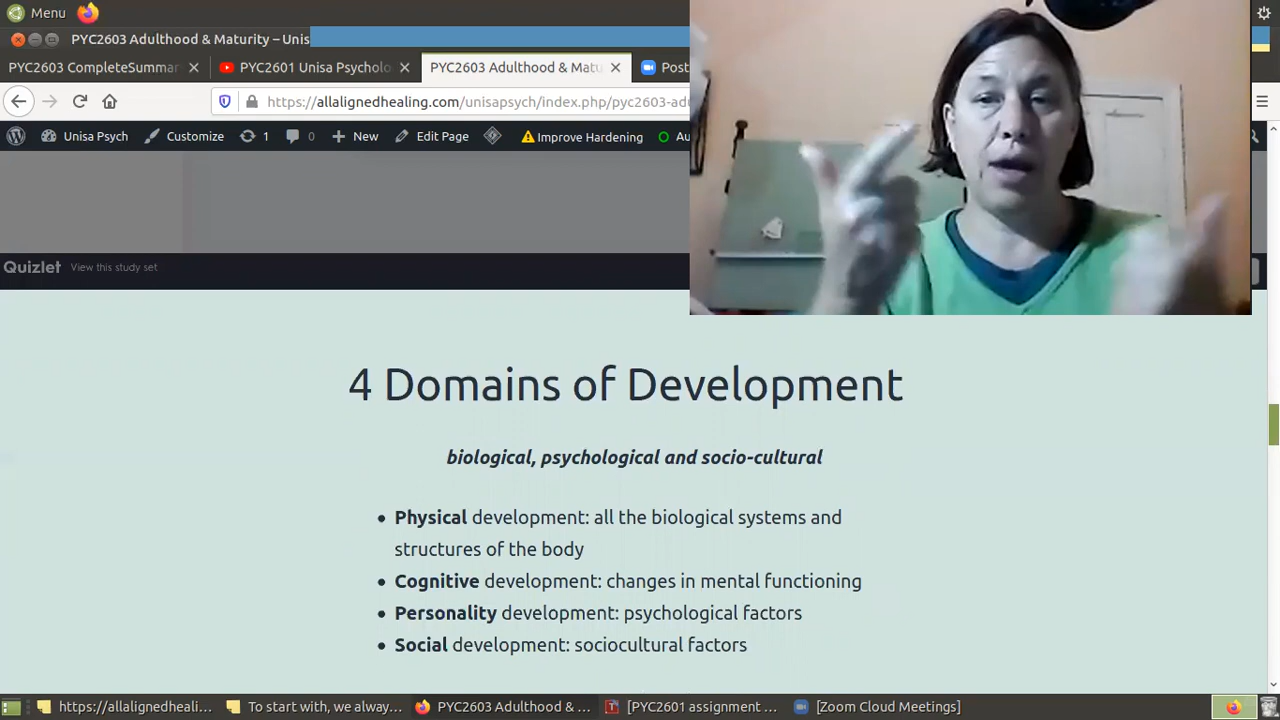 Menu
PYC2603 Adulthood & Maturity – Unis
PYC2603 CompleteSummar
PYC2601 Unisa Psycholo
PYC2603 Adulthood & Matu
Post
https://allalignedhealing.com/unisapsych/index.php/pyc2603-adu
Unisa Psych
Customize
1
0
New
Edit Page
Improve Hardening
Au
Quizlet View this study set
4 Domains of Development
biological, psychological and socio-cultural
• Physical development: all the biological systems and
structures of the body
• Cognitive development: changes in mental functioning
• Personality development: psychological factors
• Social development: sociocultural factors
https://allalignedheali...
To start with, we alway...
PYC2603 Adulthood & ...
[PYC2601 assignment ...
[Zoom Cloud Meetings]